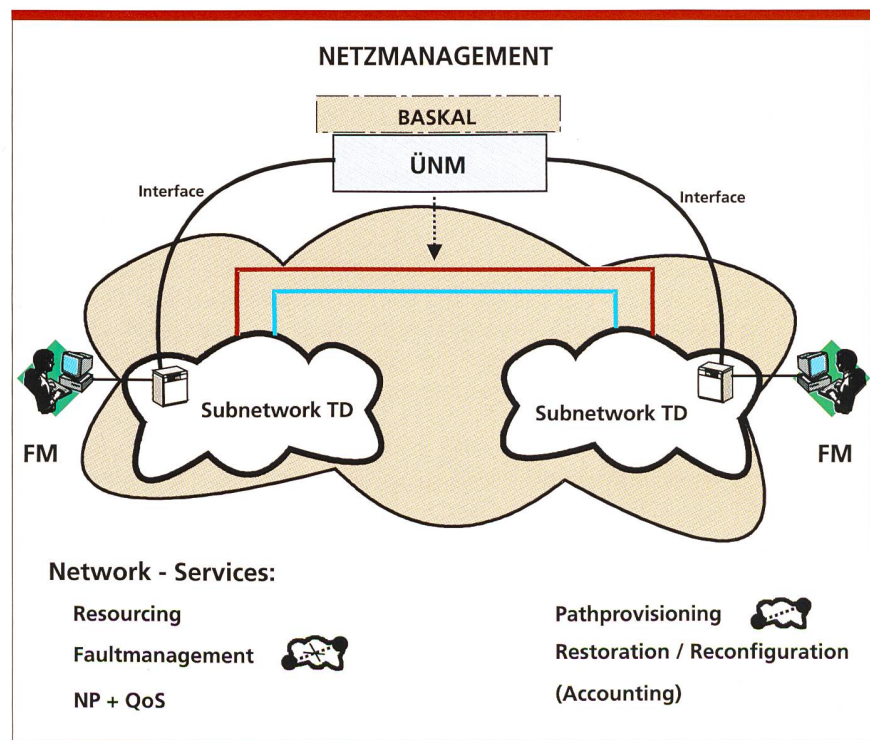 NETZMANAGEMENT
BASKAL
ÜNM
Interface
Interface
Subnetwork TD
Subnetwork TD
FM
FM
Network - Services:
Resourcing
Pathprovisioning
Faultmanagement
Restoration / Reconfiguration
NP + QoS
(Accounting)